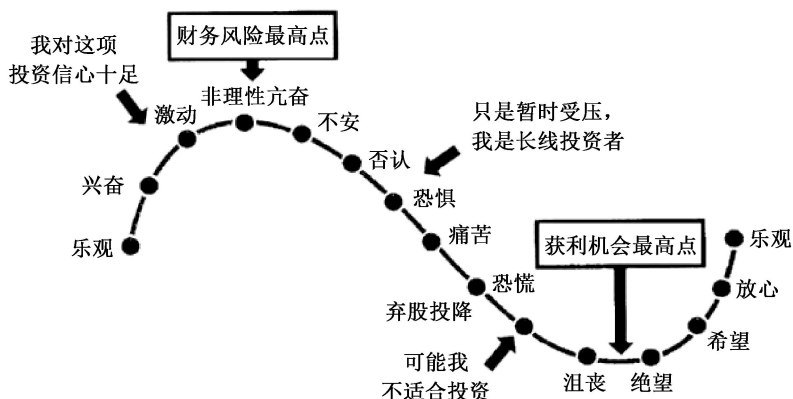 财务风险最高点
我对这项
投资信心十足
非理性亢奋
激动
不安
只是暂时受压，
我是长线投资者
否认
兴奋
恐惧
乐观
痛苦
获利机会最高点
乐观
恐慌
放心
弃股投降
希望
可能我
不适合投资
沮丧
绝望